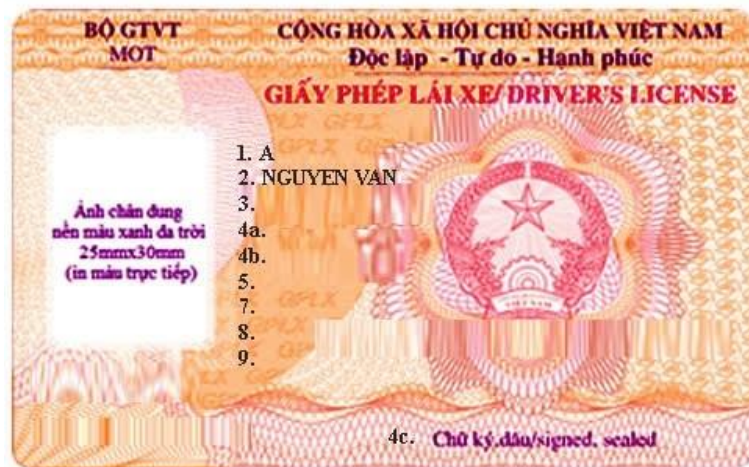 BỘ GTVT
MOT
CỘNG HÒA XÃ HỘI CHỦ NGHĨA VIỆT NAM
Độc lập - Tự do - Hạnh phúc
GIẤY PHÉP LÁI XE/ DRIVER'S LICENSE
Ảnh chân dung
nền màu xanh da trời
25mmx30mm
(in màu trực tiếp)
1. A
2. NGUYEN VAN
3.
4a.
4b.
5.
7.
8.
9.
VIỆT NAM
4c. Chữ ký,dấu/signed, sealed